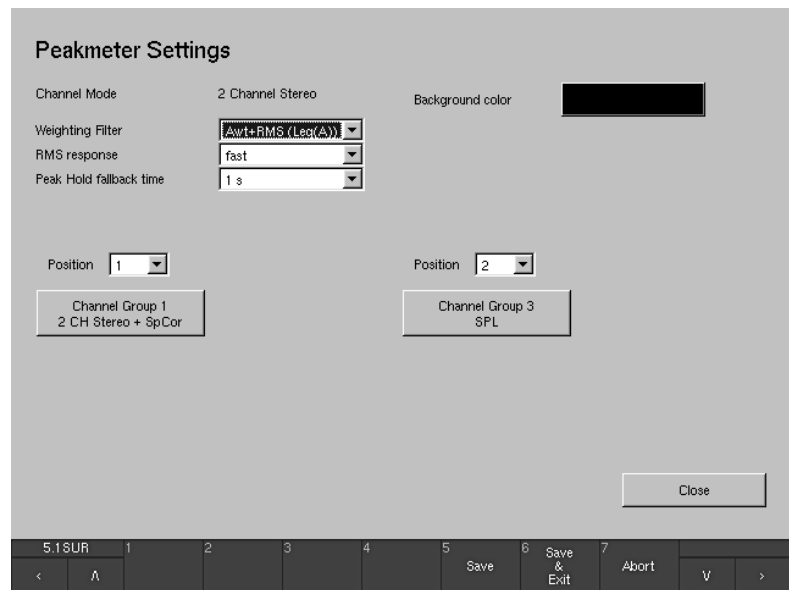 Peakmeter Settings
Channel Mode 2 Channel Stereo
Background color
Weighting Filter Awt+RMS (Leq(A))
RMS response fast
Peak Hold fallback time 1 s
Position 1
Position 2
Channel Group 1
2 CH Stereo + SpCor
Channel Group 3
SPL
Close
5.1SUR 1 2 3 4 5 6 7
Save
Save
&
Exit
Abort
< Λ V >